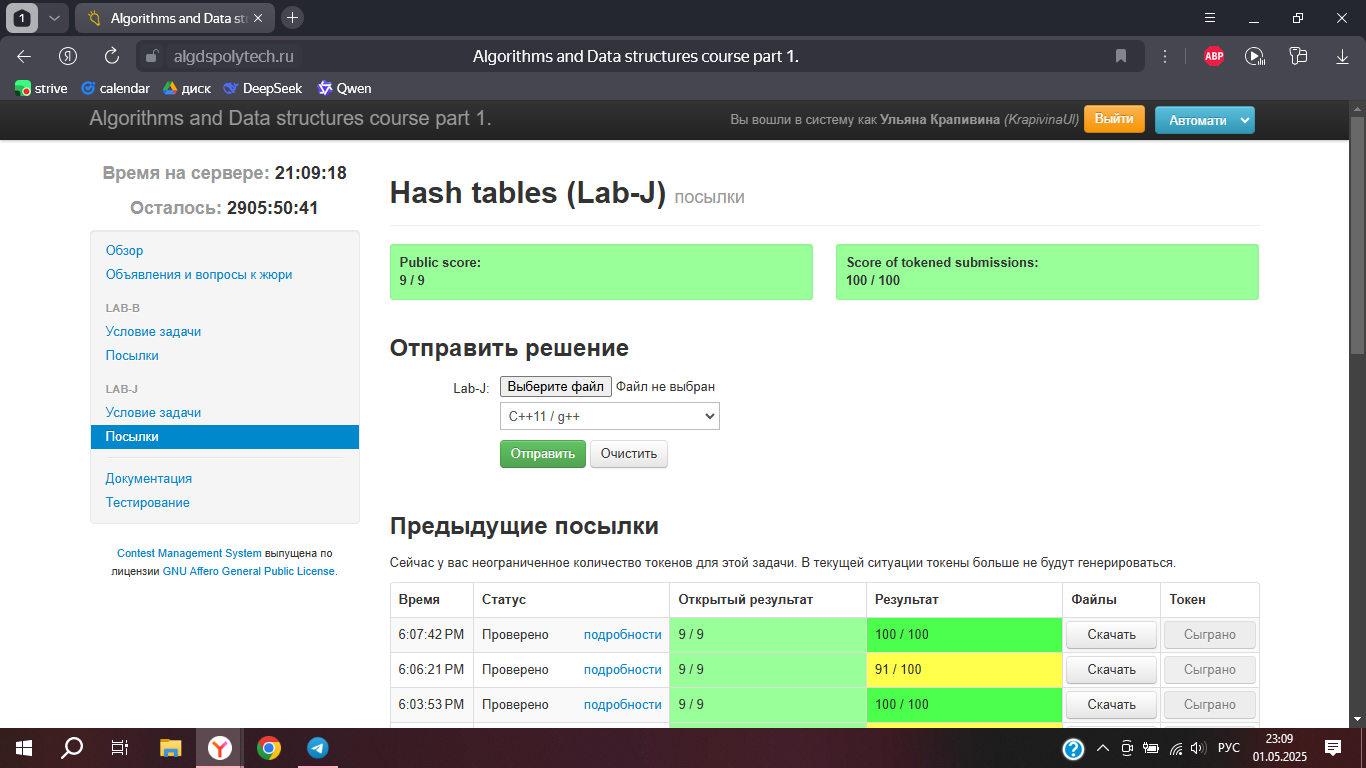 1
Algorithms and Data st
algdspolytech.ru
Algorithms and Data structures course part 1.
ABP
strive
calendar
диск
DeepSeek
Qwen
Algorithms and Data structures course part 1.
Вы вошли в систему как Ульяна Крапивина (KrapivinaUl)
Выйти
Автомати
Время на сервере: 21:09:18
Осталось: 2905:50:41
Обзор
Объявления и вопросы к жюри
LAB-B
Условие задачи
Посылки
LAB-J
Условие задачи
Посылки
Документация
Тестирование
Contest Management System выпущена по
лицензии GNU Affero General Public License.
Hash tables (Lab-J) посылки
Public score:
9 / 9
Score of tokened submissions:
100 / 100
Отправить решение
Lab-J: Выберите файл Файл не выбран
C++11 / g++
Отправить Очистить
Предыдущие посылки
Сейчас у вас неограниченное количество токенов для этой задачи. В текущей ситуации токены больше не будут генерироваться.
Время Статус Открытый результат Результат Файлы Токен
6:07:42 PM Проверено подробности 9 / 9 100 / 100 Скачать Сыграно
6:06:21 PM Проверено подробности 9 / 9 91 / 100 Скачать Сыграно
6:03:53 PM Проверено подробности 9 / 9 100 / 100 Скачать Сыграно
РУС
23:09
01.05.2025